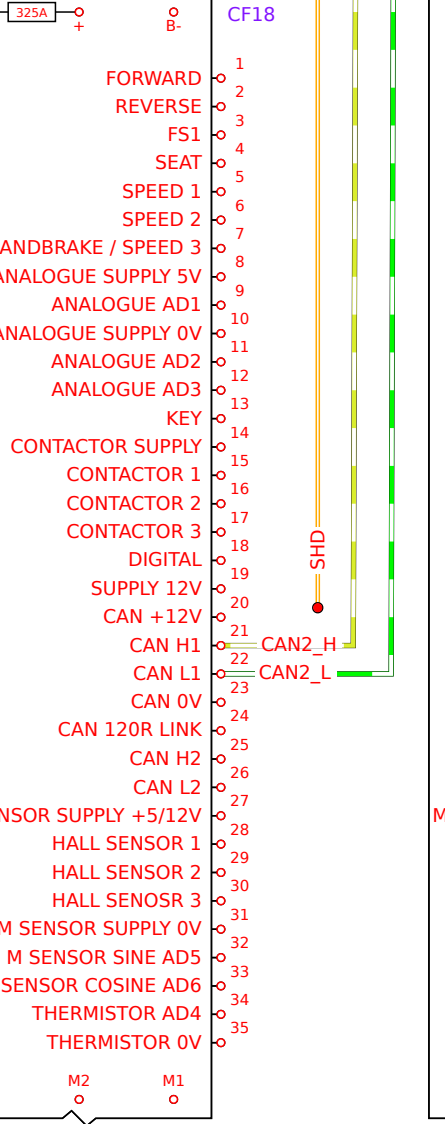 325A
+
B-
CF18
FORWARD 1
REVERSE 2
FS1 3
SEAT 4
SPEED 1 5
SPEED 2 6
ANDBRAKE / SPEED 3 7
ANALOGUE SUPPLY 5V 8
ANALOGUE AD1 9
ANALOGUE SUPPLY 0V 10
ANALOGUE AD2 11
ANALOGUE AD3 12
KEY 13
CONTACTOR SUPPLY 14
CONTACTOR 1 15
CONTACTOR 2 16
CONTACTOR 3 17
DIGITAL 18
SUPPLY 12V 19
CAN +12V 20
SHD
CAN H1 21 CAN2_H
CAN L1 22 CAN2_L
CAN 0V 23
CAN 120R LINK 24
CAN H2 25
CAN L2 26
NSOR SUPPLY +5/12V 27
M
HALL SENSOR 1 28
HALL SENSOR 2 29
HALL SENOSR 3 30
M SENSOR SUPPLY 0V 31
M SENSOR SINE AD5 32
SENSOR COSINE AD6 33
THERMISTOR AD4 34
THERMISTOR 0V 35
M2 M1